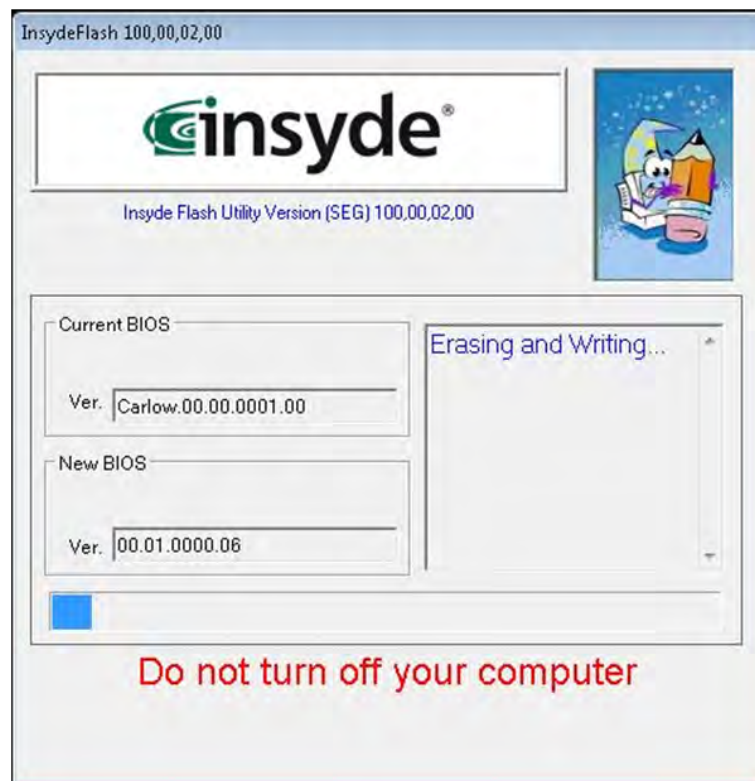 InsydeFlash 100,00,02,00
insyde®
Insyde Flash Utility Version (SEG) 100,00,02,00
Current BIOS
Ver. Carlow.00.00.0001.00
Erasing and Writing...
New BIOS
Ver. 00.01.0000.06
Do not turn off your computer